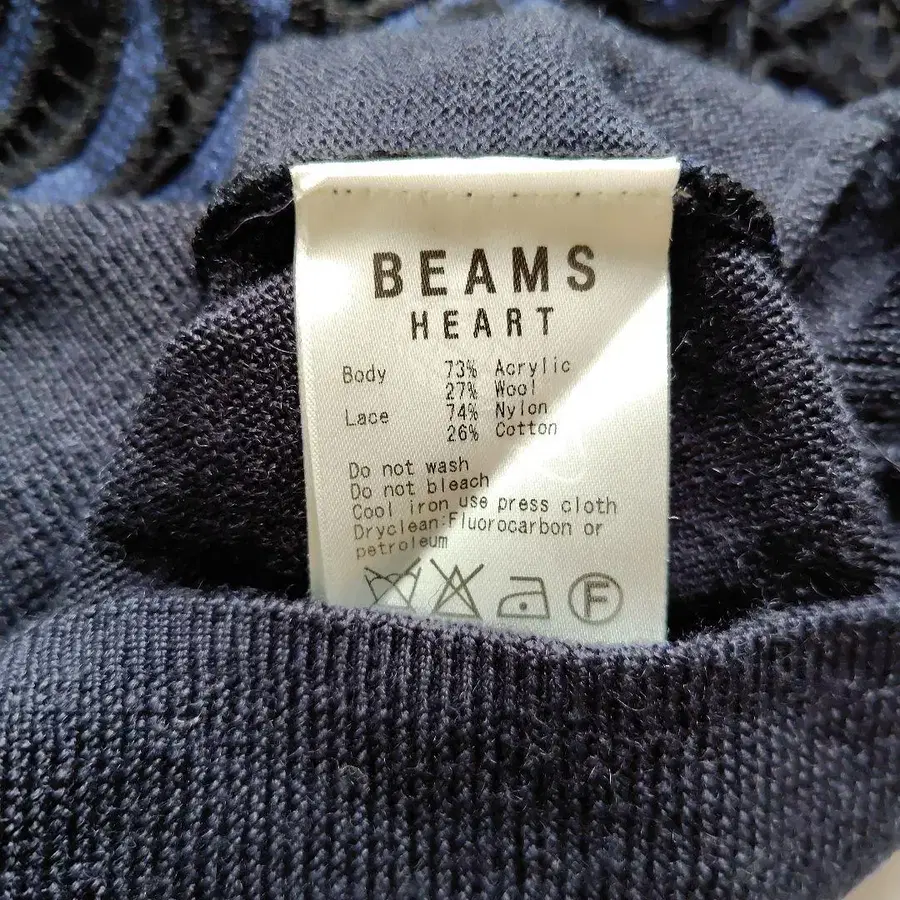 BEAMS
HEART
Body 73% Acrylic
27% Wool
Lace 74% Nylon
26% Cotton
Do not wash
Do not bleach
Cool iron use press cloth
Dryclean:Fluorocarbon or
petroleum
F